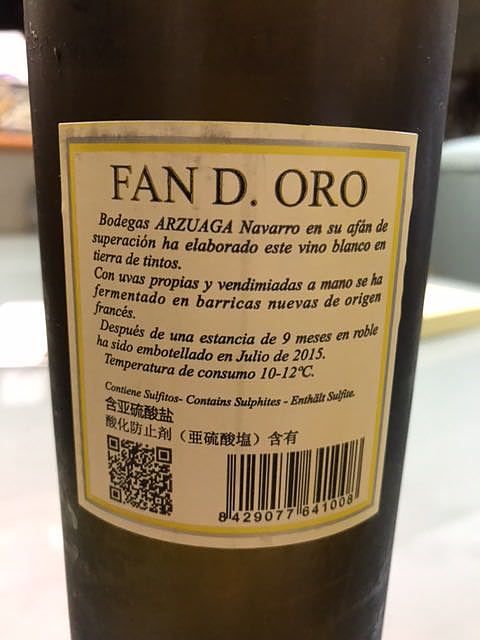 FAN D. ORO
Bodegas ARZUAGA Navarro en su afán de
superación ha elaborado este vino blanco en
tierra de tintos.
Con uvas propias y vendimiadas a mano se ha
fermentado en barricas nuevas de origen
francés.
Después de una estancia de 9 meses en roble
ha sido embotellado en Julio de 2015.
Temperatura de consumo 10-12ºC.
Contiene Sulfitos- Contains Sulphites - Enthält Sulfite.
含亚硫酸盐
酸化防止剤（亜硫酸塩）含有
8 429077 641008